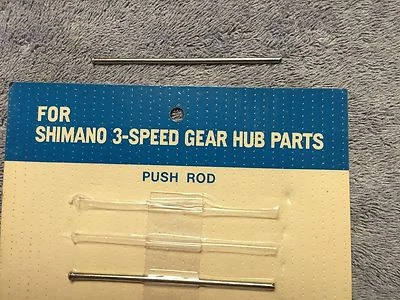 FOR
SHIMANO 3-SPEED GEAR HUB PARTS
PUSH ROD